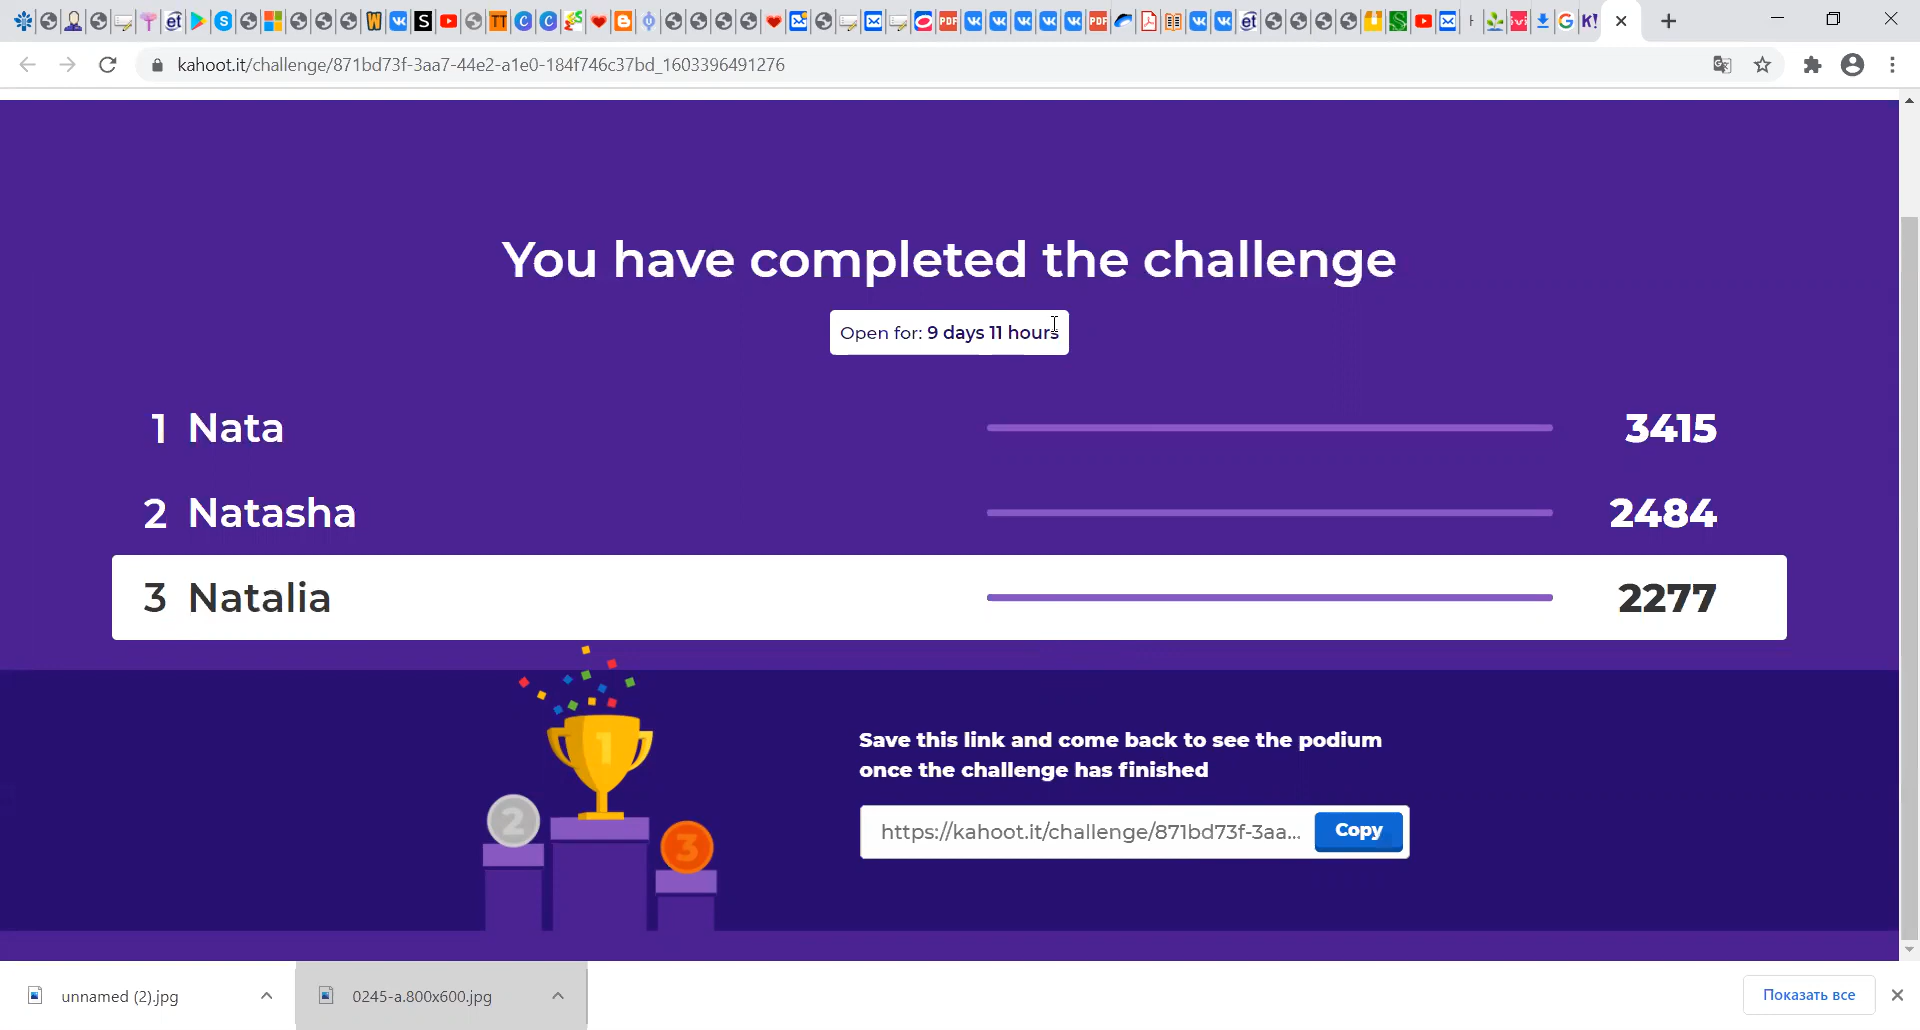 kahoot.it/challenge/871bd73f-3aa7-44e2-a1e0-184f746c37bd_1603396491276
You have completed the challenge
Open for: 9 days 11 hours
1 Nata 3415
2 Natasha 2484
3 Natalia 2277
1
2
3
Save this link and come back to see the podium
once the challenge has finished
https://kahoot.it/challenge/871bd73f-3aa... Copy
unnamed (2).jpg
0245-a.800x600.jpg
Показать все